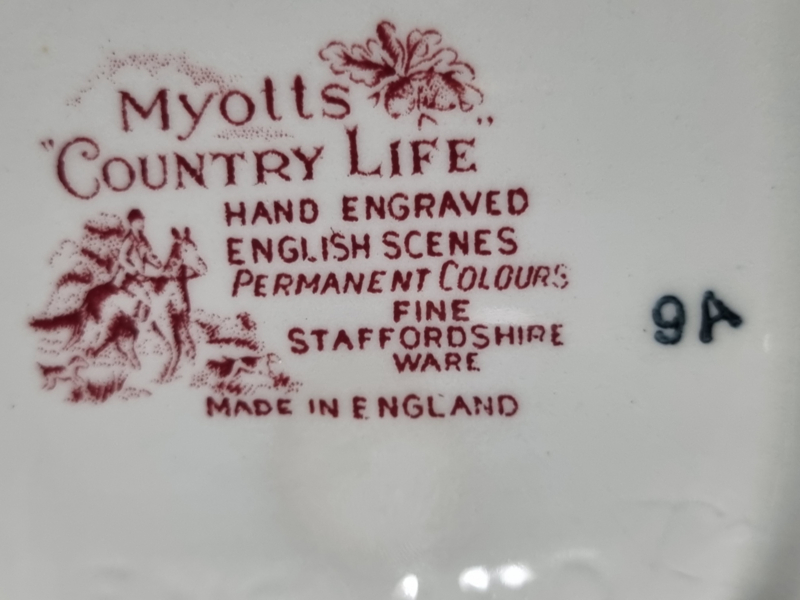 Myotts
"COUNTRY LIFE"
HAND ENGRAVED
ENGLISH SCENES
PERMANENT COLOURS
FINE
STAFFORDSHIRE
WARE
MADE IN ENGLAND
9A